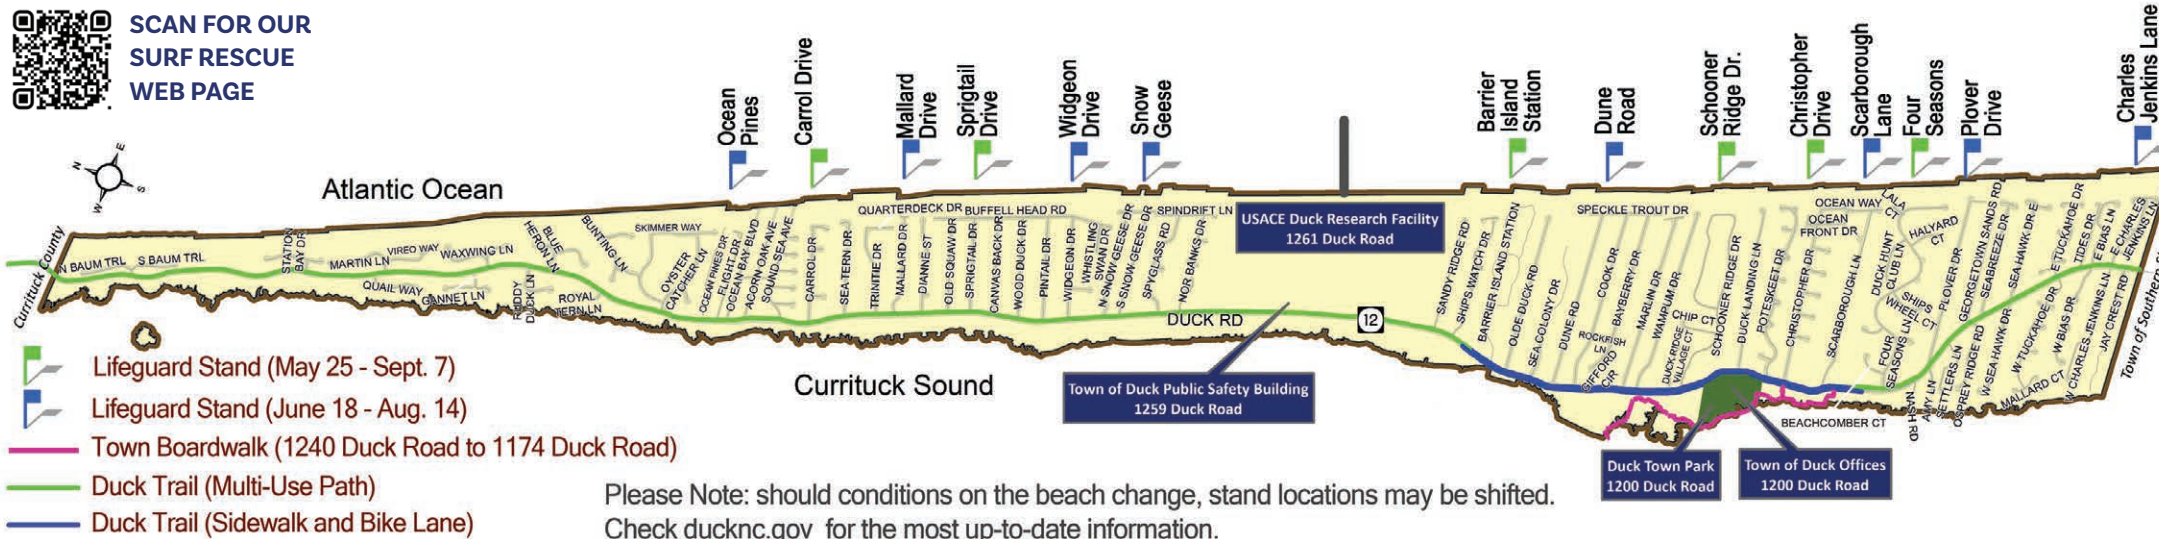 SCAN FOR OUR
SURF RESCUE
WEB PAGE
Ocean
Pines
Carrol Drive
Mallard
Drive
Sprigtail
Drive
Widgeon
Drive
Snow
Geese
Barrier
Island
Station
Dune
Road
Schooner
Ridge Dr.
Christopher
Drive
Scarborough
Lane
Four
Seasons
Plover
Drive
Charles
Jenkins Lane
N
E
S
W
Atlantic Ocean
Currituck County
N BAUM TRL
S BAUM TRL
STATION
BAY DR
MARTIN LN
VIREO WAY
WAXWING LN
QUAIL WAY
GANNET LN
RUDDY
DUCK LN
BLUE
HERON LN
BUNTING LN
ROYAL
TERN LN
SKIMMER WAY
OYSTER
CATCHER LN
OCEAN PINES DR
FLIGHT DR
OCEAN BAY BLVD
ACORN OAK AVE
SOUND SEA AVE
CARROL DR
SEA TERN DR
TRINITIE DR
MALLARD DR
DIANNE ST
OLD SQUAW DR
SPRIGTAIL DR
CANVAS BACK DR
WOOD DUCK DR
PINTAIL DR
WIDGEON DR
WHISTLING
SWAN DR
N SNOW GEESE DR
S SNOW GEESE DR
SPYGLASS RD
NOR BANKS DR
QUARTERDECK DR
BUFFELL HEAD RD
SPINDRIFT LN
USACE Duck Research Facility
1261 Duck Road
DUCK RD
12
SANDY RIDGE RD
SHIPS WATCH DR
BARRIER ISLAND STATION
OLDE DUCK RD
SEA COLONY DR
DUNE RD
SPECKLE TROUT DR
COOK DR
BAYBERRY DR
MARLIN DR
WAMPUM DR
ROCKFISH
LN
GIFFORD
CIR
CHIP CT
DUCK RIDGE
VILLAGE CT
SCHOONER RIDGE DR
DUCK LANDING LN
POTESKEET DR
CHRISTOPHER DR
OCEAN WAY
OCEAN
FRONT DR
LALA
CT
SCARBOROUGH LN
DUCK HUNT
CLUB LN
HALYARD
CT
SHIPS
WHEEL CT
FOUR
SEASONS LN
PLOVER DR
GEORGETOWN SANDS RD
SEABREEZE DR
SEA HAWK DR E
E TUCKAHOE DR
TIDES DR
E BIAS LN
E CHARLES
JENKINS LN
NASH RD
AMY LN
SETTLERS LN
OSPREY RIDGE RD
W SEA HAWK DR
W TUCKAHOE DR
W BIAS DR
MALLARD CT
W CHARLES JENKINS LN
JAY CREST RD
BEACHCOMBER CT
Currituck Sound
Town of Duck Public Safety Building
1259 Duck Road
Duck Town Park
1200 Duck Road
Town of Duck Offices
1200 Duck Road
Lifeguard Stand (May 25 - Sept. 7)
Lifeguard Stand (June 18 - Aug. 14)
Town Boardwalk (1240 Duck Road to 1174 Duck Road)
Duck Trail (Multi-Use Path)
Duck Trail (Sidewalk and Bike Lane)
Please Note: should conditions on the beach change, stand locations may be shifted.
Check ducknc.gov for the most up-to-date information.
Town of Southern